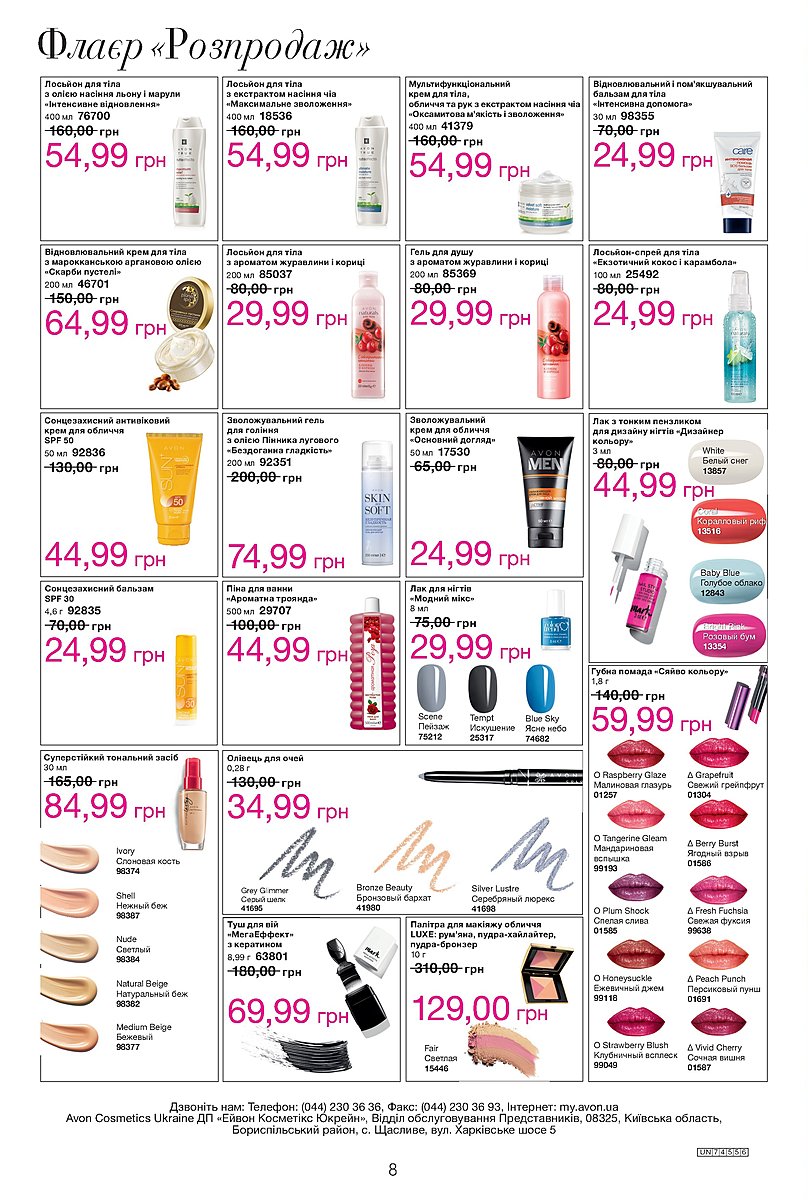 Флаєр «Розпродаж»
Лосьйон для тіла
з олією насіння льону і марули
«Інтенсивне відновлення»
400 мл 76700
160,00 грн
54,99 грн
Лосьйон для тіла
з екстрактом насіння чіа
«Максимальне зволоження»
400 мл 18536
160,00 грн
54,99 грн
Мультифункціональний
крем для тіла,
обличчя та рук з екстрактом насіння чіа
«Оксамитова м'якість і зволоження»
400 мл 41379
160,00 грн
54,99 грн
Відновлювальний і пом'якшувальний
бальзам для тіла
«Інтенсивна допомога»
30 мл 98355
70,00 грн
24,99 грн
care
Відновлювальний крем для тіла
з марокканською аргановою олією
«Скарби пустелі»
200 мл 46701
150,00 грн
64,99 грн
Лосьйон для тіла
з ароматом журавлини і кориці
200 мл 85037
80,00 грн
29,99 грн
Гель для душу
з ароматом журавлини і кориці
200 мл 85369
80,00 грн
29,99 грн
Лосьйон-спрей для тіла
«Екзотичний кокос і карамбола»
100 мл 25492
80,00 грн
24,99 грн
Сонцезахисний антивіковий
крем для обличчя
SPF 50
50 мл 92836
130,00 грн
44,99 грн
SUN+
50
Зволожувальний гель
для гоління
з олією Пінника лугового
«Бездоганна гладкість»
200 мл 92351
200,00 грн
74,99 грн
SKIN
SO
SOFT
Зволожувальний
крем для обличчя
«Основний догляд»
50 мл 17530
65,00 грн
24,99 грн
AVON
MEN
Лак з тонким пензликом
для дизайну нігтів «Дизайнер
кольору»
3 мл
80,00 грн
44,99 грн
White
Белый снег
13857
Coral
Коралловый риф
13516
Baby Blue
Голубое облако
12843
Bright Pink
Розовый бум
13354
mark.
Сонцезахисний бальзам
SPF 30
4,6 г 92835
70,00 грн
24,99 грн
SUN+
30
Піна для ванни
«Ароматна троянда»
500 мл 29707
100,00 грн
44,99 грн
Лак для нігтів
«Модний мікс»
8 мл
75,00 грн
29,99 грн
Scene
Пейзаж
75212
Tempt
Искушение
25317
Blue Sky
Ясне небо
74682
Губна помада «Сяйво кольору»
1,8 г
140,00 грн
59,99 грн
O Raspberry Glaze
Малиновая глазурь
01257
Δ Grapefruit
Свежий грейпфрут
01304
O Tangerine Gleam
Мандариновая
вспышка
99193
Δ Berry Burst
Ягодный взрыв
01586
O Plum Shock
Спелая слива
01585
Δ Fresh Fuchsia
Свежая фуксия
99638
O Honeysuckle
Ежевичный джем
99118
Δ Peach Punch
Персиковый пунш
01691
O Strawberry Blush
Клубничный всплеск
99049
Δ Vivid Cherry
Сочная вишня
01587
Суперстійкий тональний засіб
30 мл
165,00 грн
84,99 грн
Ivory
Слоновая кость
98374
Shell
Нежный беж
98387
Nude
Светлый
98384
Natural Beige
Натуральный беж
98382
Medium Beige
Бежевый
98377
Олівець для очей
0,28 г
130,00 грн
34,99 грн
Grey Glimmer
Серый шелк
41695
Bronze Beauty
Бронзовый бархат
41980
Silver Lustre
Серебряный люрекс
41698
Туш для вій
«МегаЕффект»
з кератином
8,99 г 63801
180,00 грн
69,99 грн
mark.
Палітра для макіяжу обличчя
LUXE: рум'яна, пудра-хайлайтер,
пудра-бронзер
10 г
310,00 грн
129,00 грн
Fair
Светлая
15446
Дзвоніть нам: Телефон: (044) 230 36 36, Факс: (044) 230 36 93, Інтернет: my.avon.ua
Avon Cosmetics Ukraine ДП «Ейвон Косметікс Юкрейн», Відділ обслуговування Представників, 08325, Київська область,
Бориспільський район, с. Щасливе, вул. Харківське шосе 5
UN74556
8